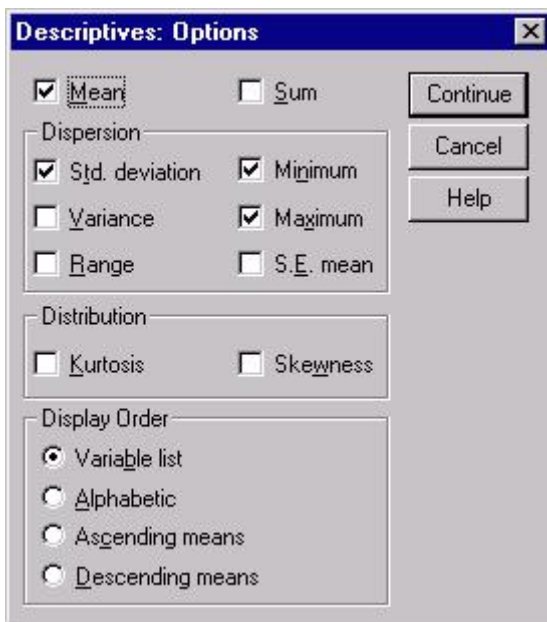 Descriptives: Options
Mean Sum Continue
Dispersion Cancel
Std. deviation Minimum Help
Variance Maximum
Range S.E. mean
Distribution
Kurtosis Skewness
Display Order
Variable list
Alphabetic
Ascending means
Descending means